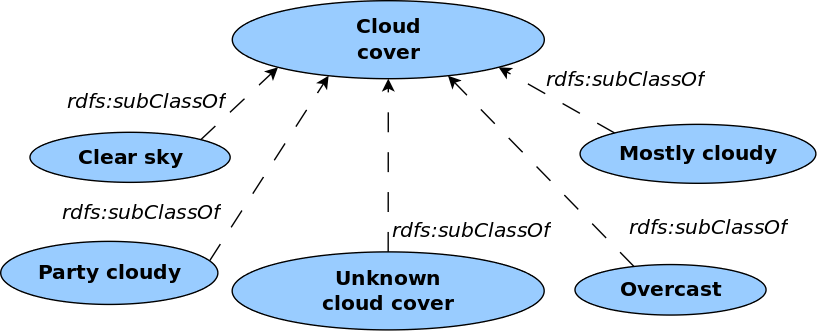 Cloud
cover
rdfs:subClassOf
rdfs:subClassOf
Clear sky
Mostly cloudy
rdfs:subClassOf
rdfs:subClassOf
rdfs:subClassOf
Party cloudy
Unknown
cloud cover
Overcast